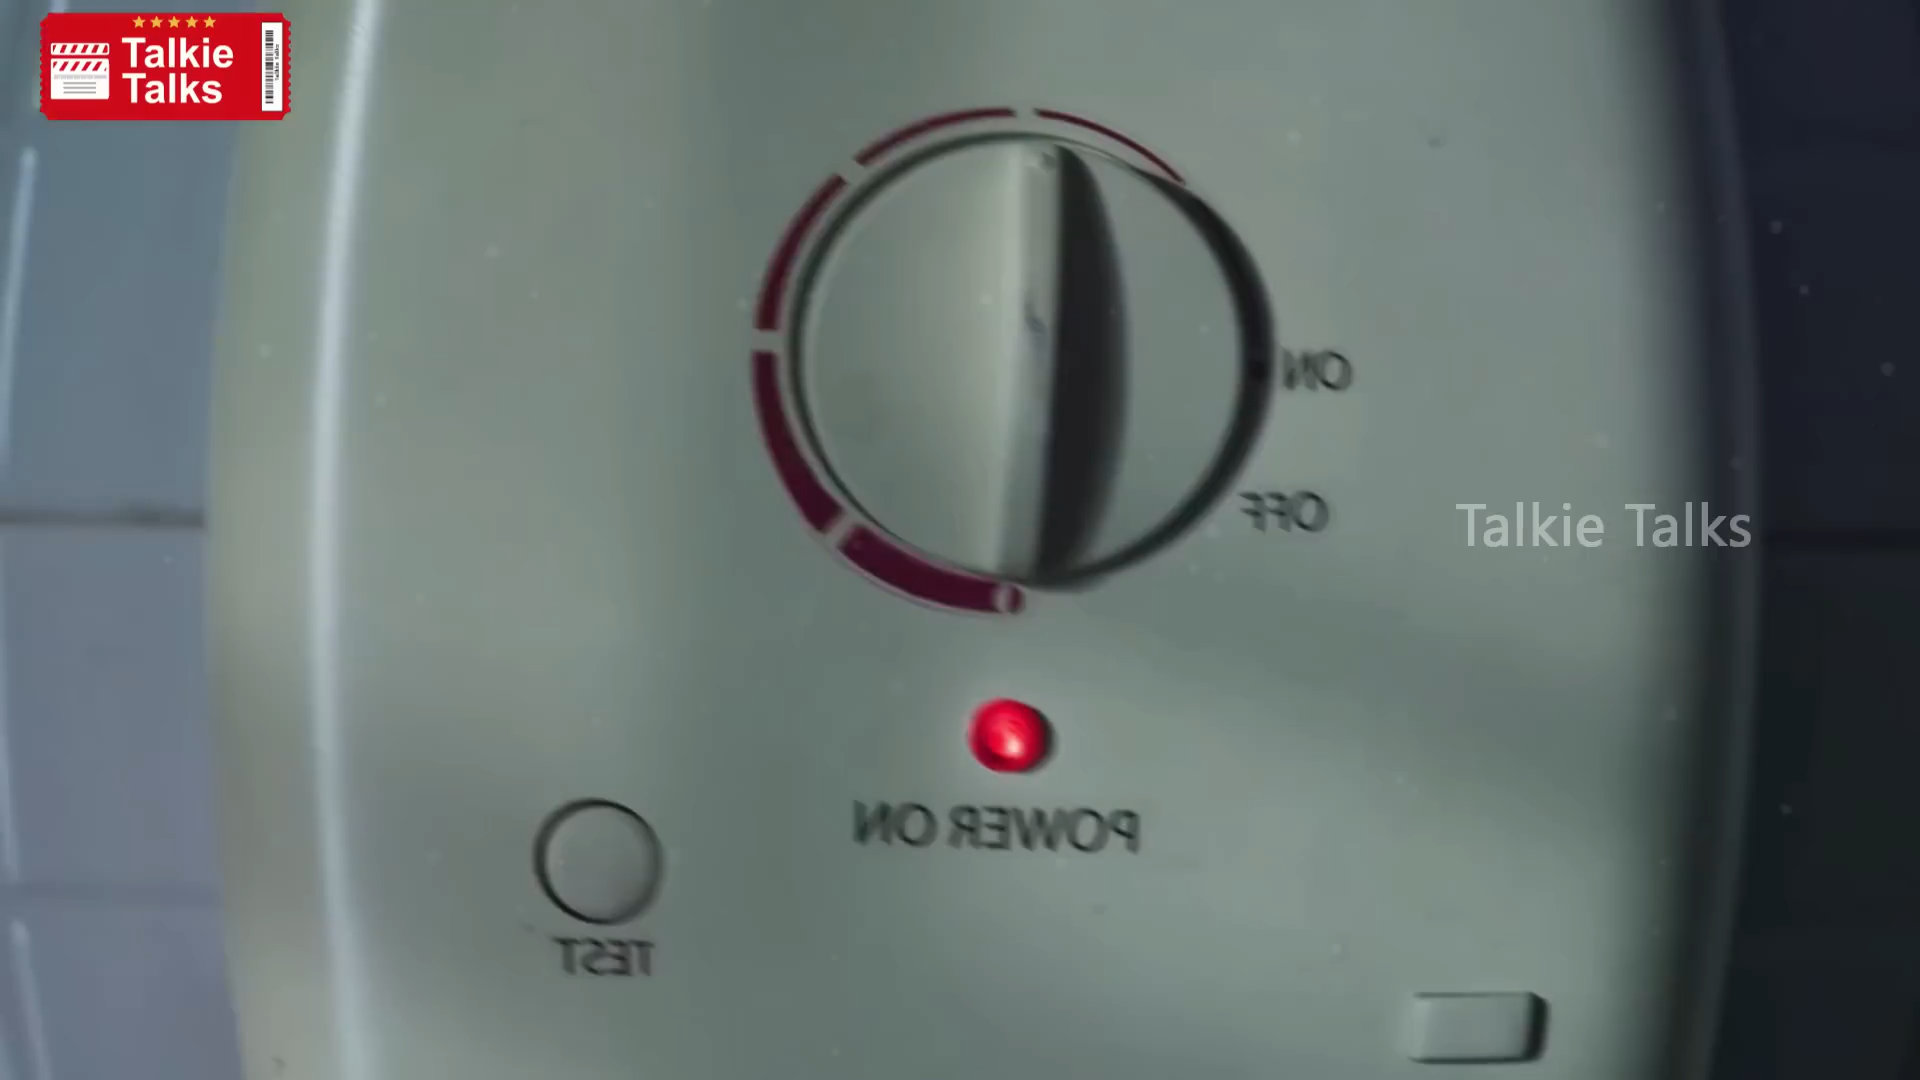 Talkie
Talks
ON
OFF
Talkie Talks
POWER ON
TEST